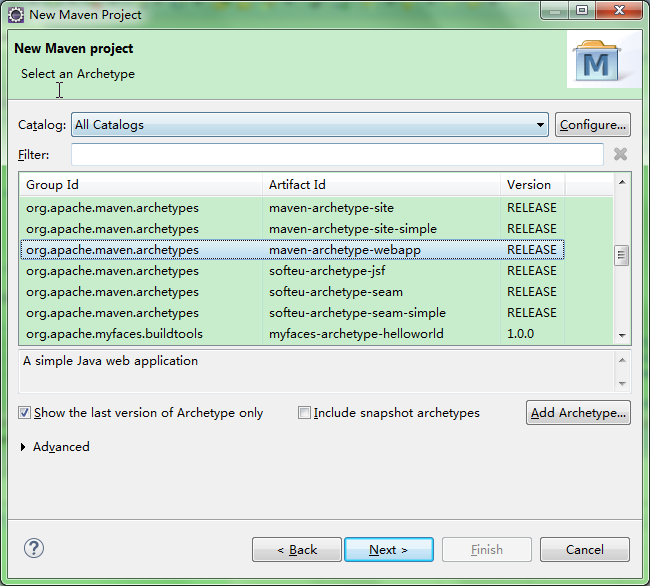 New Maven Project
New Maven project
Select an Archetype
M
Catalog: All Catalogs Configure...
Filter:
Group Id Artifact Id Version
org.apache.maven.archetypes maven-archetype-site RELEASE
org.apache.maven.archetypes maven-archetype-site-simple RELEASE
org.apache.maven.archetypes maven-archetype-webapp RELEASE
org.apache.maven.archetypes softeu-archetype-jsf RELEASE
org.apache.maven.archetypes softeu-archetype-seam RELEASE
org.apache.maven.archetypes softeu-archetype-seam-simple RELEASE
org.apache.myfaces.buildtools myfaces-archetype-helloworld 1.0.0
A simple Java web application
Show the last version of Archetype only Include snapshot archetypes Add Archetype...
Advanced
? < Back Next > Finish Cancel